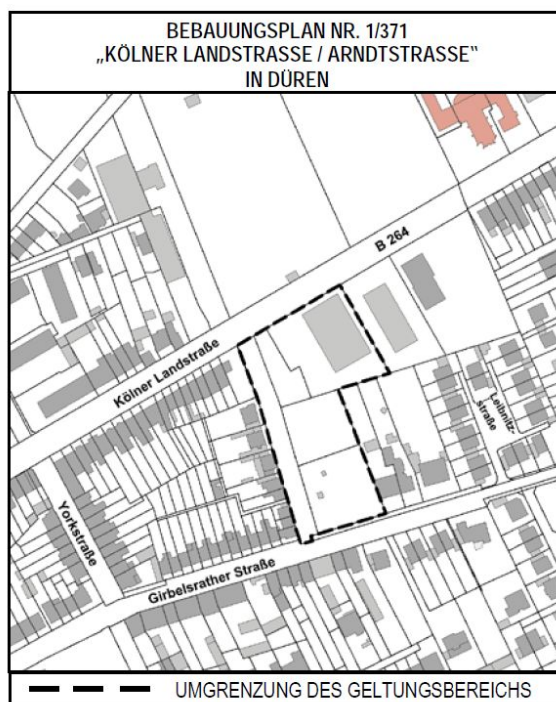 BEBAUUNGSPLAN NR. 1/371
„KÖLNER LANDSTRASSE / ARNDTSTRASSE“
IN DÜREN
B 264
Kölner Landstraße
Leibnitz-
straße
Yorkstraße
Girbelsrather Straße
UMGRENZUNG DES GELTUNGSBEREICHS